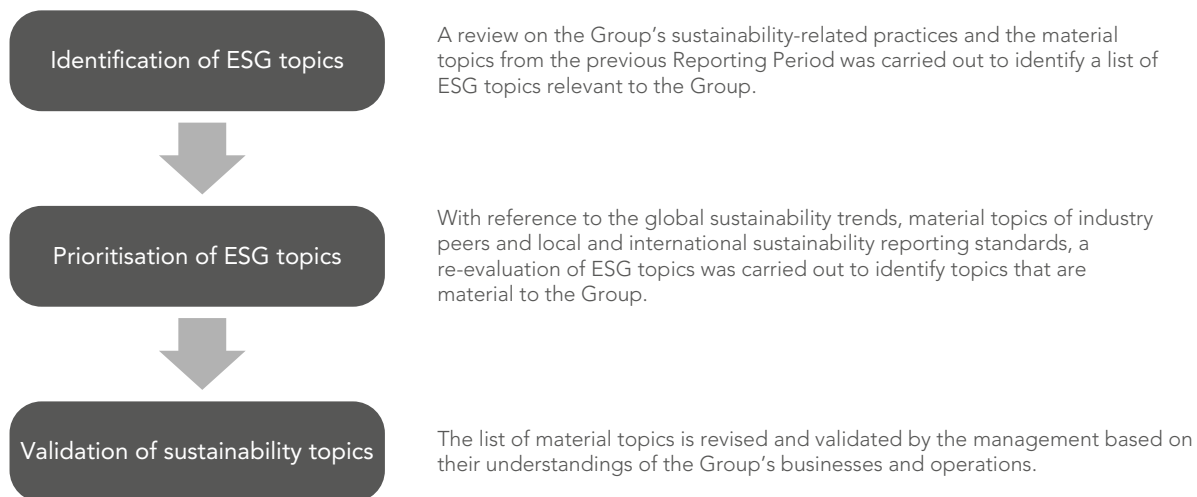 Identification of ESG topics
A review on the Group's sustainability-related practices and the material
topics from the previous Reporting Period was carried out to identify a list of
ESG topics relevant to the Group.
Prioritisation of ESG topics
With reference to the global sustainability trends, material topics of industry
peers and local and international sustainability reporting standards, a
re-evaluation of ESG topics was carried out to identify topics that are
material to the Group.
Validation of sustainability topics
The list of material topics is revised and validated by the management based on
their understandings of the Group's businesses and operations.